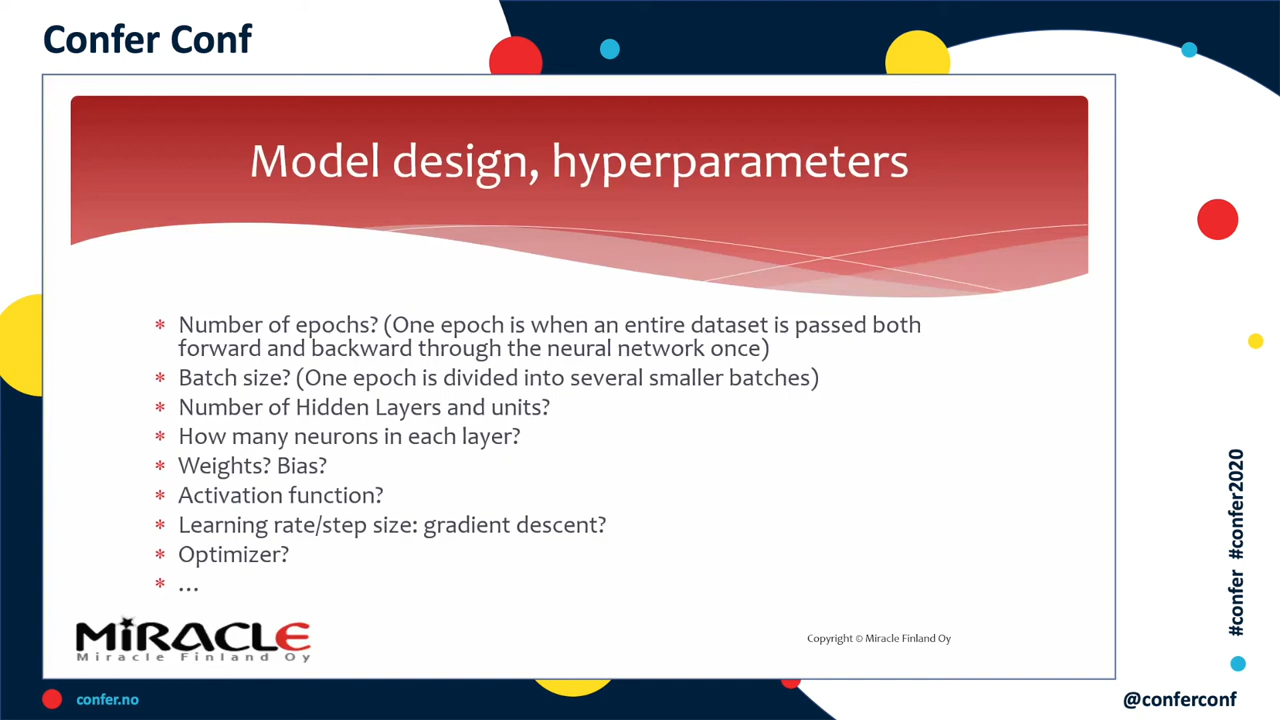 Confer Conf
Model design, hyperparameters
* Number of epochs? (One epoch is when an entire dataset is passed both
forward and backward through the neural network once)
* Batch size? (One epoch is divided into several smaller batches)
* Number of Hidden Layers and units?
* How many neurons in each layer?
* Weights? Bias?
* Activation function?
* Learning rate/step size: gradient descent?
* Optimizer?
* …
MiRACLE
Miracle Finland Oy
Copyright © Miracle Finland Oy
#confer #confer2020
confer.no
@conferconf